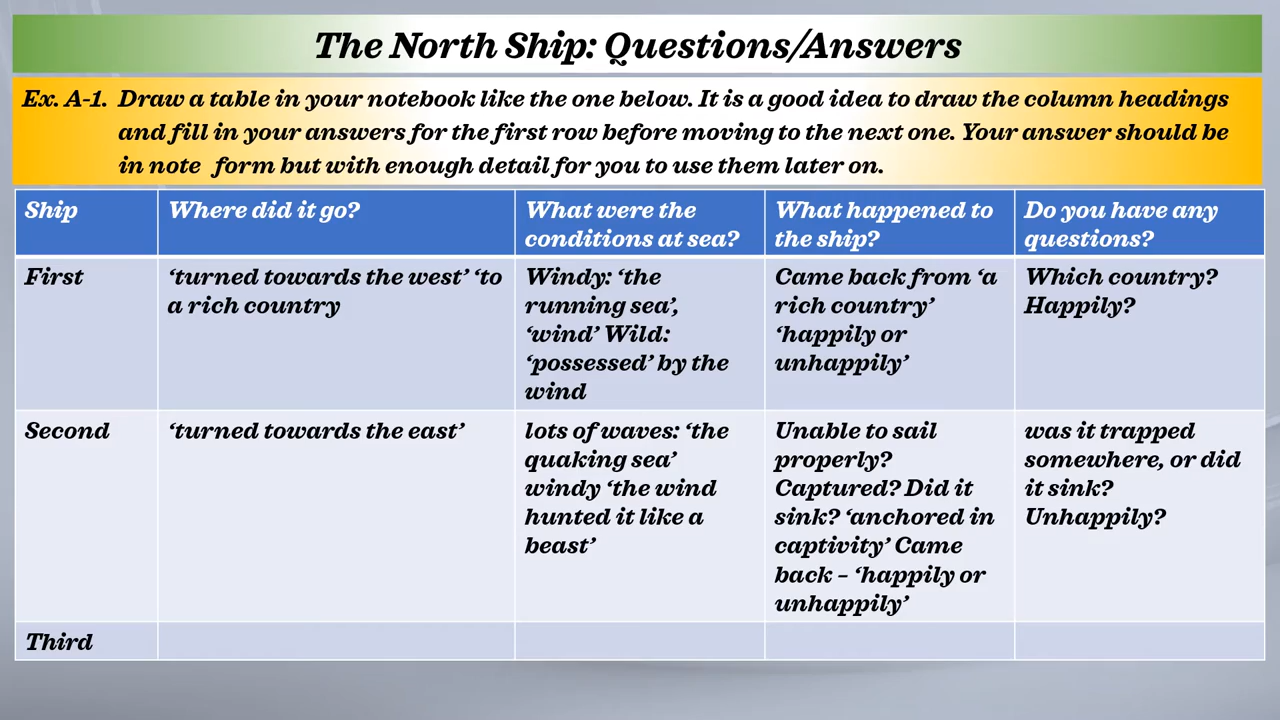 The North Ship: Questions/Answers
Ex. A-1. Draw a table in your notebook like the one below. It is a good idea to draw the column headings
and fill in your answers for the first row before moving to the next one. Your answer should be
in note form but with enough detail for you to use them later on.
Ship
Where did it go?
What were the
conditions at sea?
What happened to
the ship?
Do you have any
questions?
First
‘turned towards the west’ ‘to
a rich country
Windy: ‘the
running sea’,
‘wind’ Wild:
‘possessed’ by the
wind
Came back from ‘a
rich country’
‘happily or
unhappily’
Which country?
Happily?
Second
‘turned towards the east’
lots of waves: ‘the
quaking sea’
windy ‘the wind
hunted it like a
beast’
Unable to sail
properly?
Captured? Did it
sink? ‘anchored in
captivity’ Came
back – ‘happily or
unhappily’
was it trapped
somewhere, or did
it sink?
Unhappily?
Third